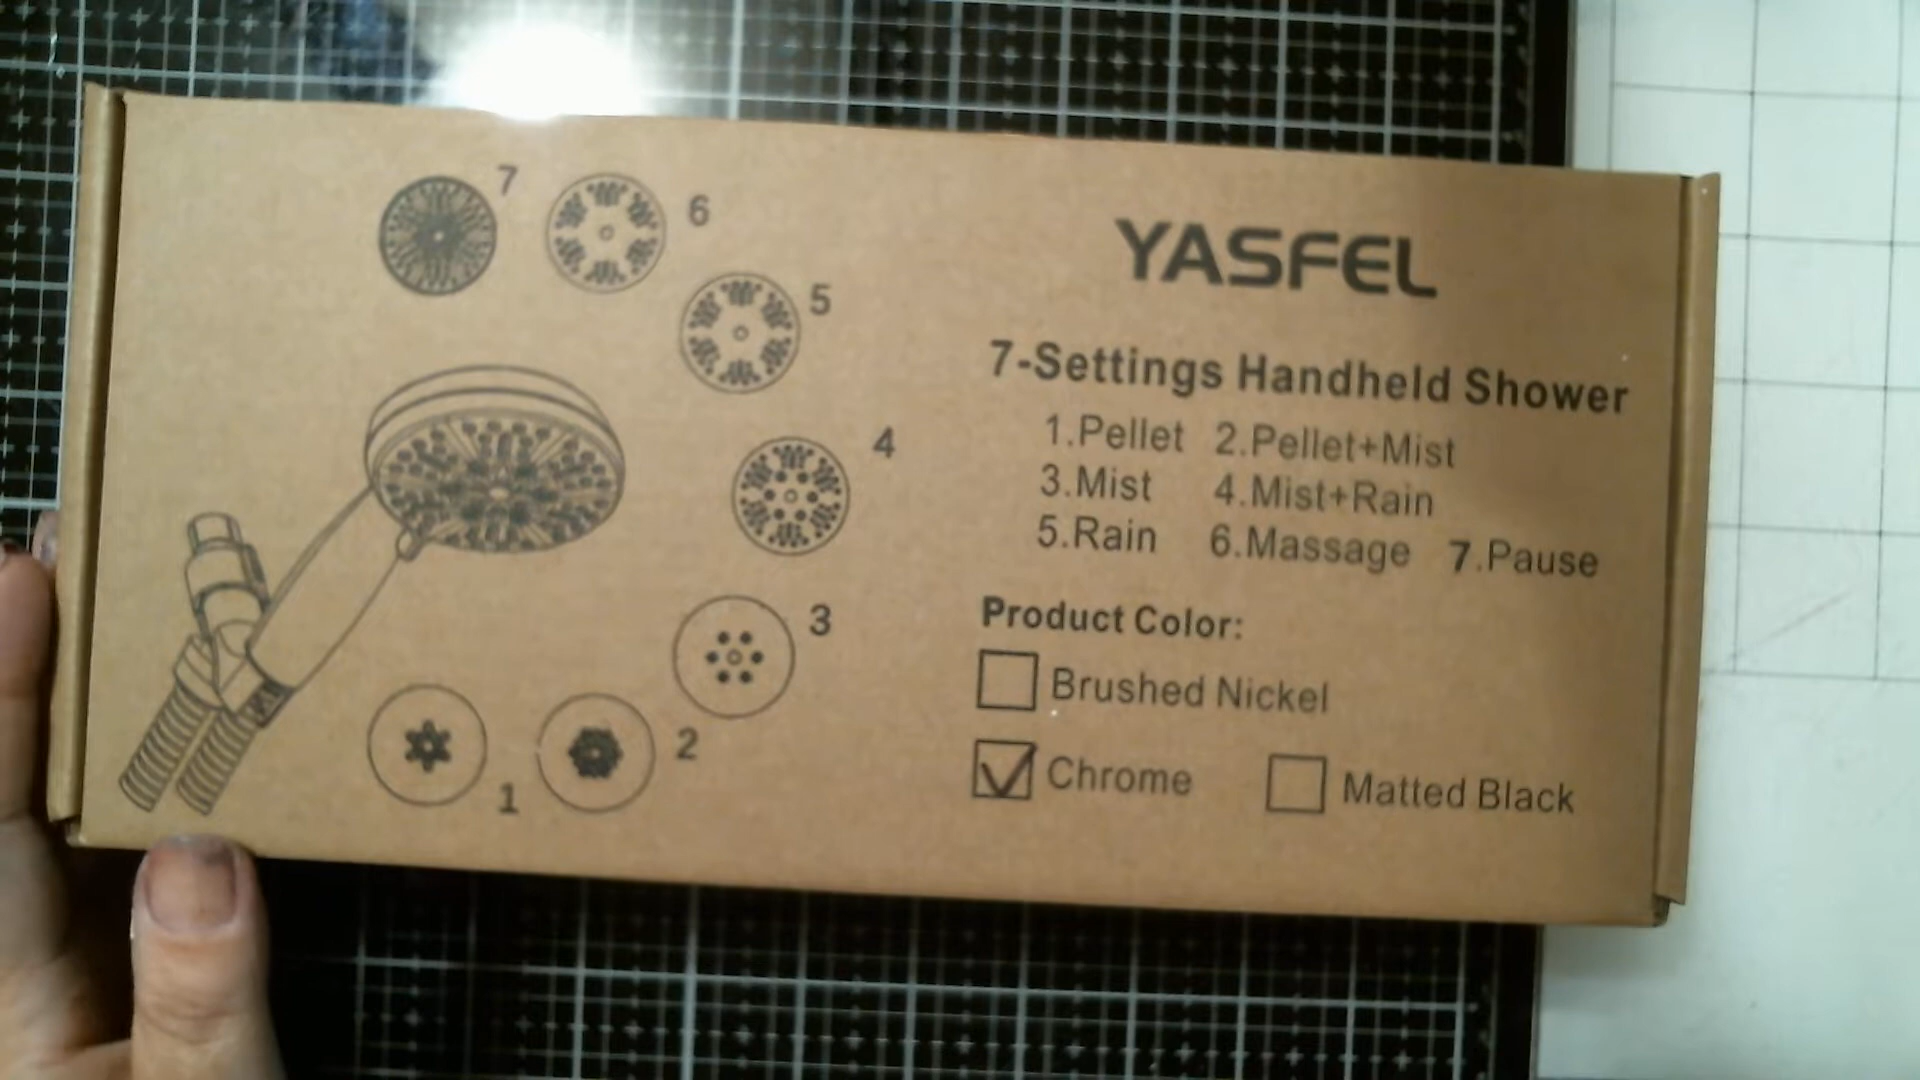 7
6
5
4
3
2
1
YASFEL
7-Settings Handheld Shower
1.Pellet 2.Pellet+Mist
3.Mist 4.Mist+Rain
5.Rain 6.Massage 7.Pause
Product Color:
Brushed Nickel
Chrome Matted Black